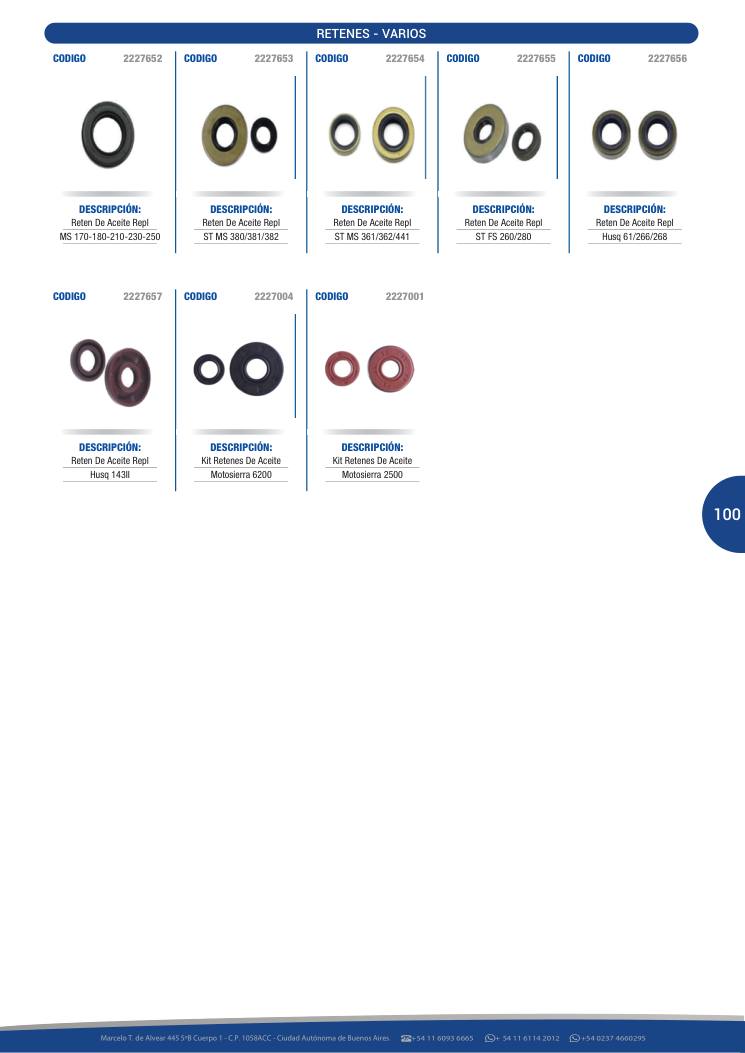 RETENES - VARIOS
CODIGO 2227652
DESCRIPCIÓN:
Reten De Aceite Repl
MS 170-180-210-230-250
CODIGO 2227653
DESCRIPCIÓN:
Reten De Aceite Repl
ST MS 380/381/382
CODIGO 2227654
DESCRIPCIÓN:
Reten De Aceite Repl
ST MS 361/362/441
CODIGO 2227655
DESCRIPCIÓN:
Reten De Aceite Repl
ST FS 260/280
CODIGO 2227656
DESCRIPCIÓN:
Reten De Aceite Repl
Husq 61/266/268
CODIGO 2227657
DESCRIPCIÓN:
Reten De Aceite Repl
Husq 143II
CODIGO 2227004
DESCRIPCIÓN:
Kit Retenes De Aceite
Motosierra 6200
CODIGO 2227001
DESCRIPCIÓN:
Kit Retenes De Aceite
Motosierra 2500
100
Marcelo T. de Alvear 445 5ºB Cuerpo 1 - C.P. 1058ACC - Ciudad Autónoma de Buenos Aires. +54 11 6093 6665 + 54 11 6114 2012 +54 0237 4660295